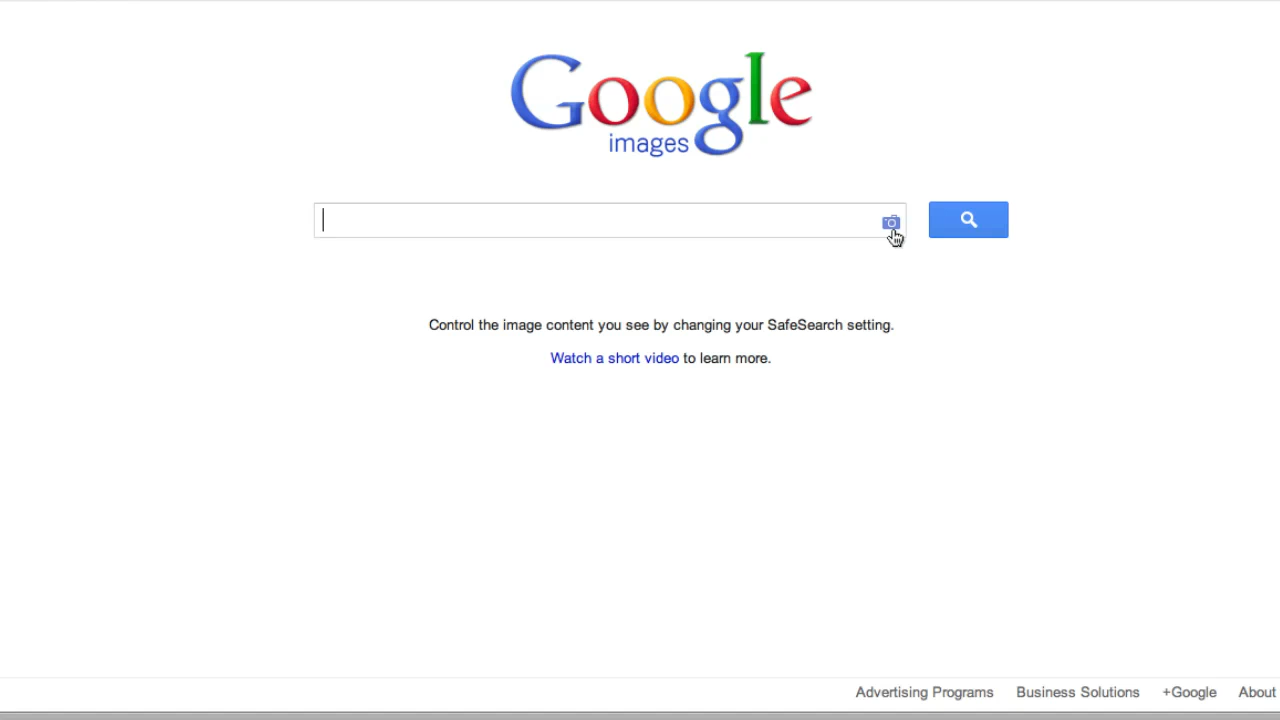 Google
images
Control the image content you see by changing your SafeSearch setting.
Watch a short video to learn more.
Advertising Programs Business Solutions +Google About